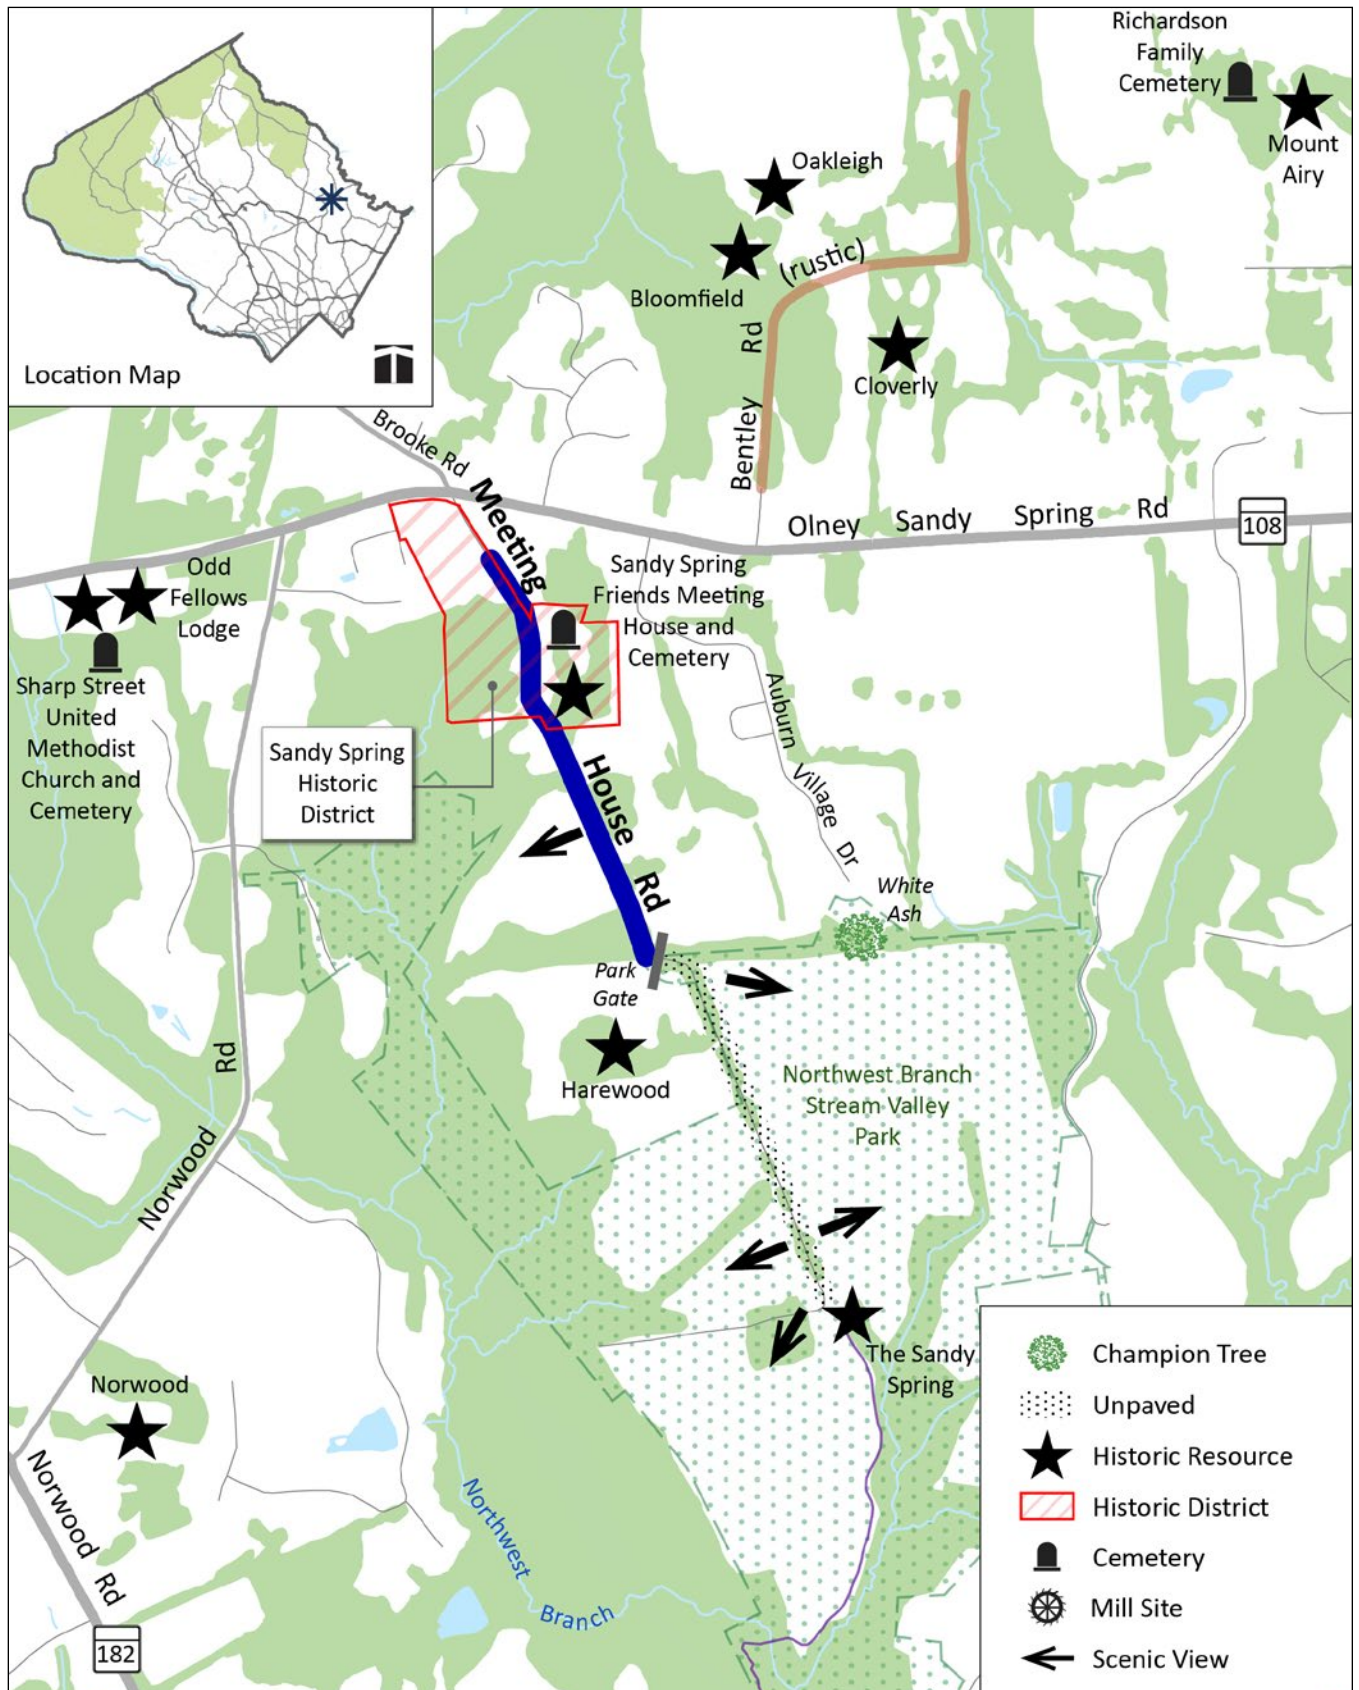 Location Map
Richardson
Family
Cemetery
Mount
Airy
Oakleigh
Bloomfield
(rustic)
Bentley Rd
Cloverly
Brooke Rd
Olney Sandy Spring Rd
108
Meeting House Rd
Odd
Fellows
Lodge
Sharp Street
United
Methodist
Church and
Cemetery
Sandy Spring
Friends Meeting
House and
Cemetery
Sandy Spring
Historic
District
Auburn Village Dr
White
Ash
Park
Gate
Harewood
Northwest Branch
Stream Valley
Park
Norwood Rd
The Sandy
Spring
Norwood
Norwood Rd
182
Northwest Branch
Champion Tree
Unpaved
Historic Resource
Historic District
Cemetery
Mill Site
Scenic View